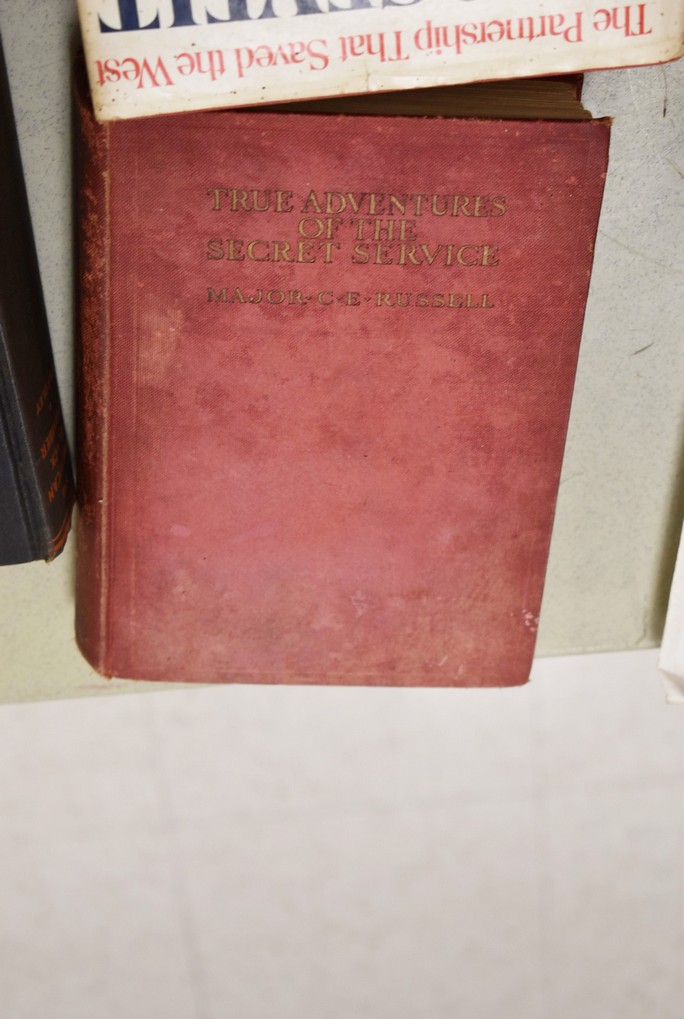 The Partnership That Saved the West
TRUE ADVENTURES
OF THE
SECRET SERVICE
MAJOR·C·E·RUSSELL